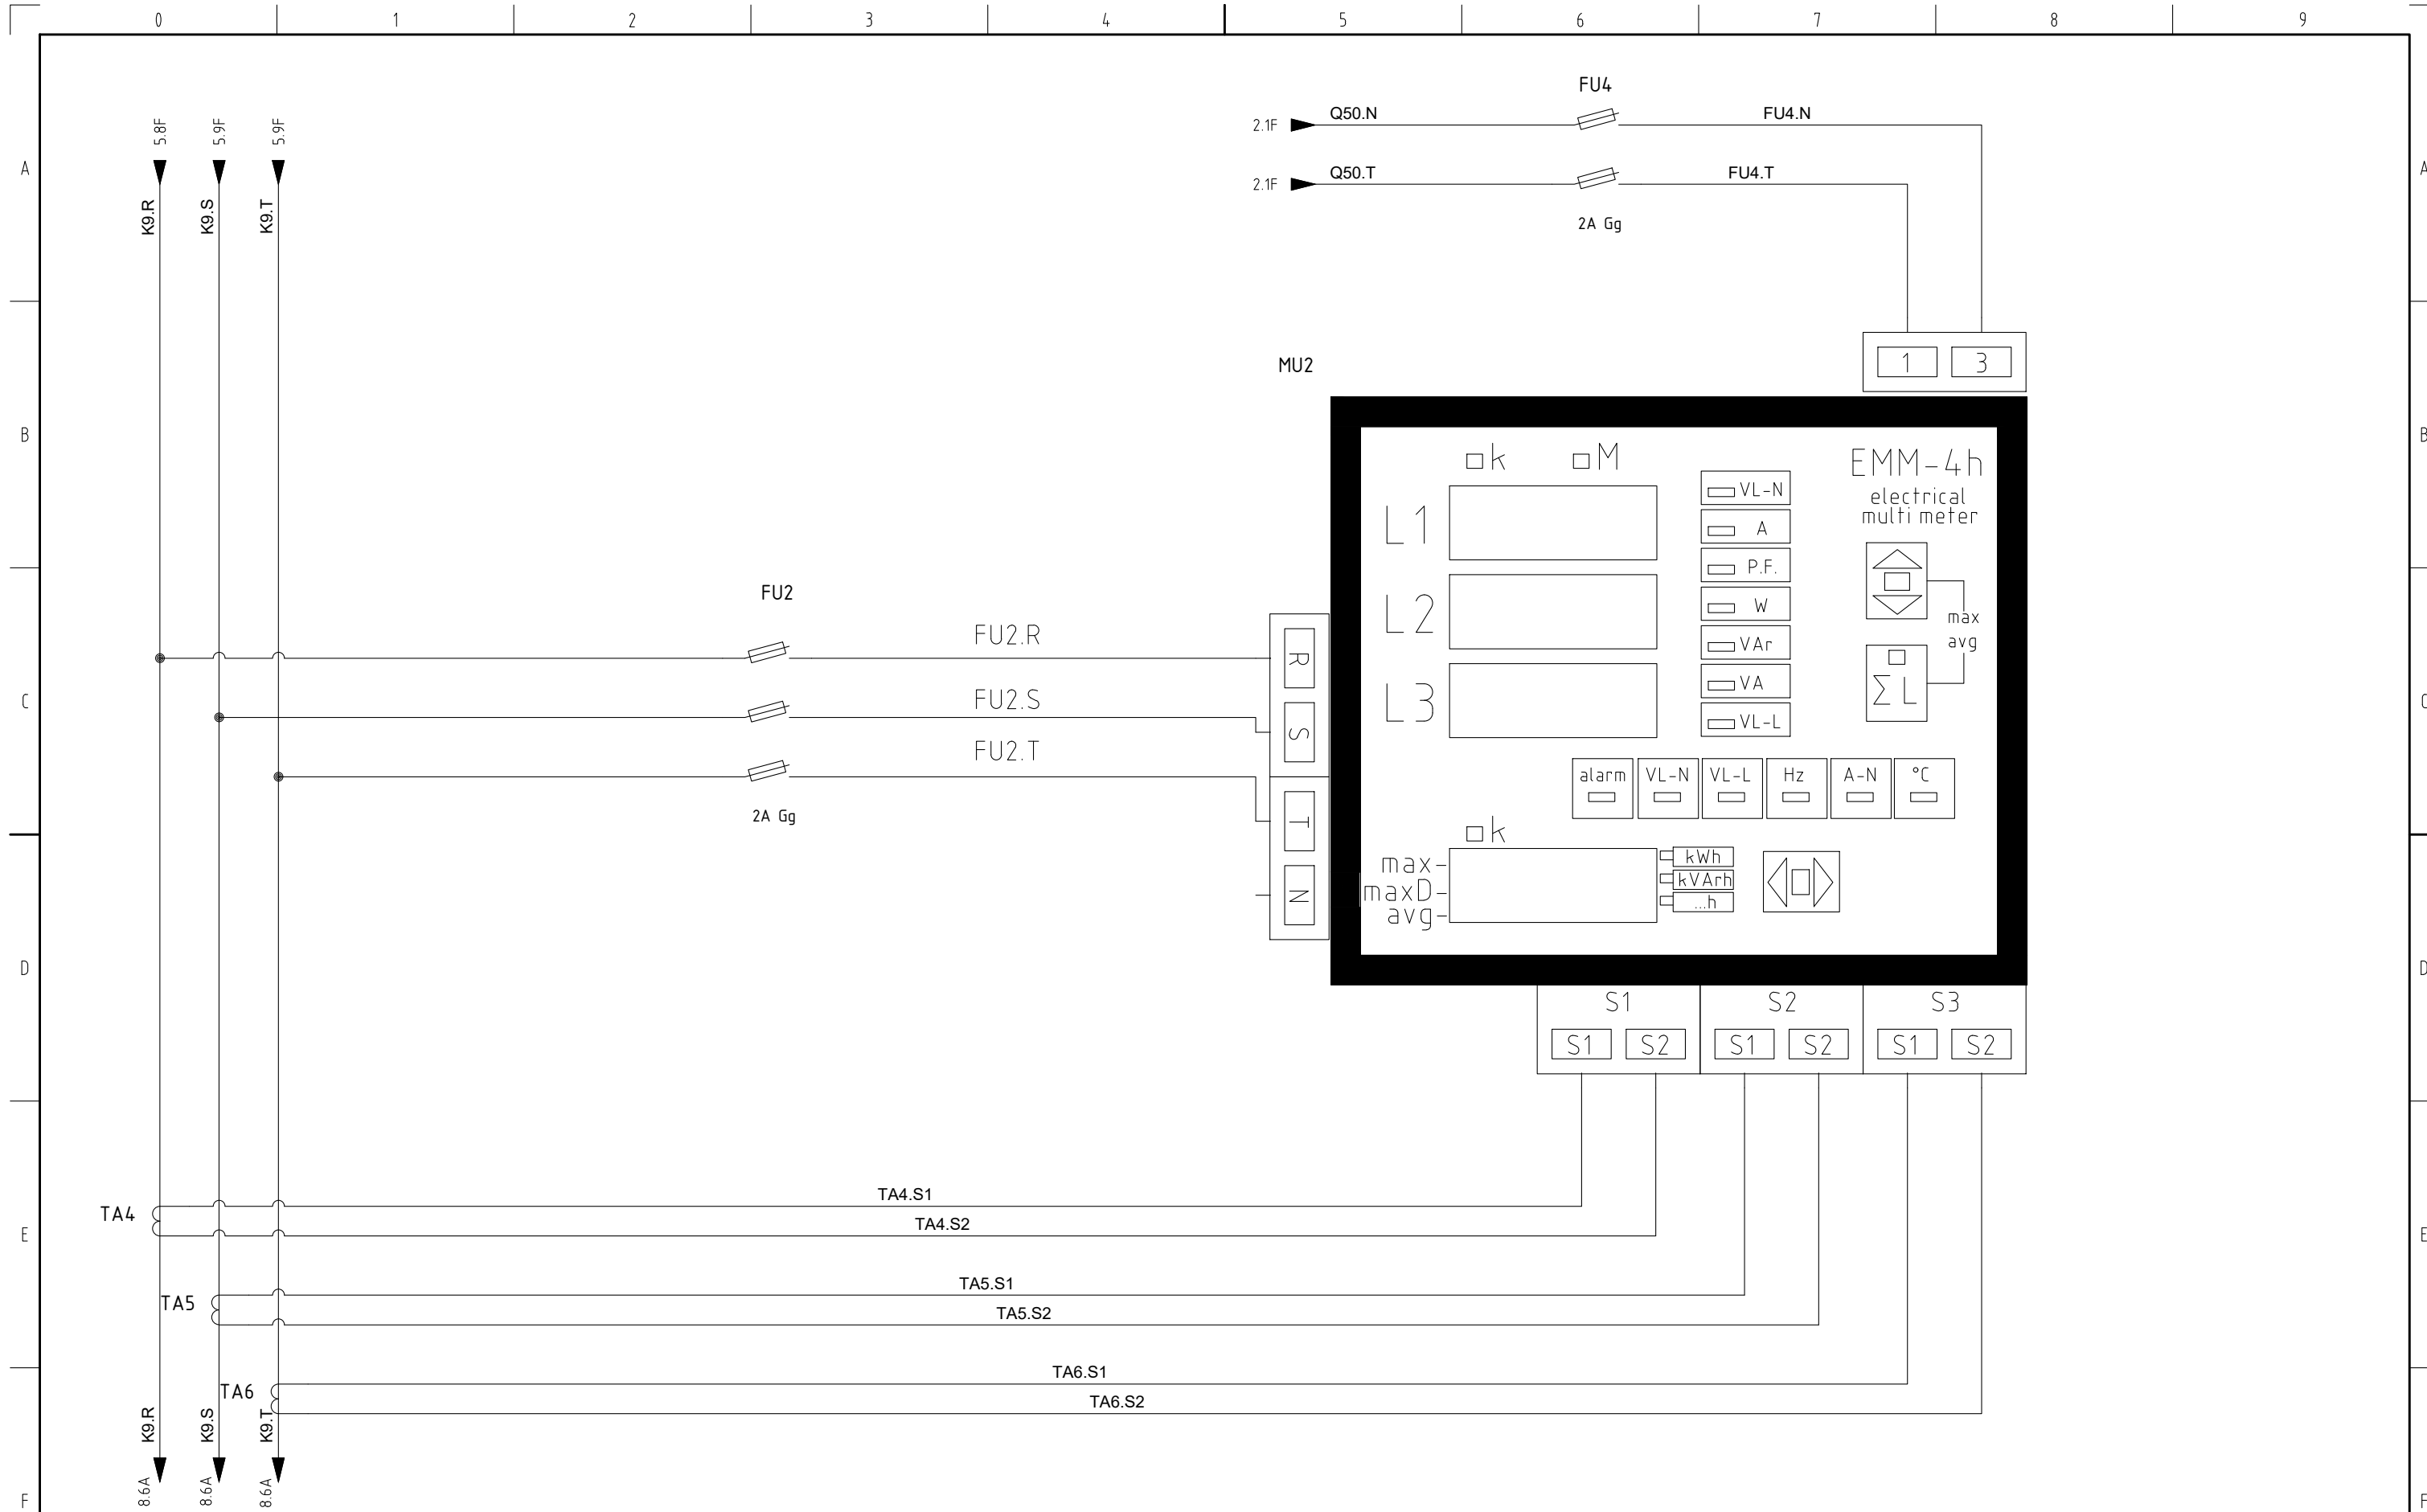 0 1 2 3 4 5 6 7 8 9
A A
B B
C C
D D
E E
F F
5.8F 5.9F 5.9F
K9.R K9.S K9.T
FU4
2.1F Q50.N FU4.N
2.1F Q50.T FU4.T
2A Gg
MU2
1 3
k M
EMM-4h
electrical
multi meter
L1
L2
L3
VL-N
A
P.F.
W
VAr
VA
VL-L
max
avg
ΣL
FU2
FU2.R
FU2.S
FU2.T
2A Gg
R
S
T
N
alarm VL-N VL-L Hz A-N °C
k
max-
maxD-
avg-
kWh
kVArh
...h
S1 S2 S3
S1 S2 S1 S2 S1 S2
TA4
TA4.S1
TA4.S2
TA5
TA5.S1
TA5.S2
TA6
TA6.S1
TA6.S2
K9.R K9.S K9.T
8.6A 8.6A 8.6A